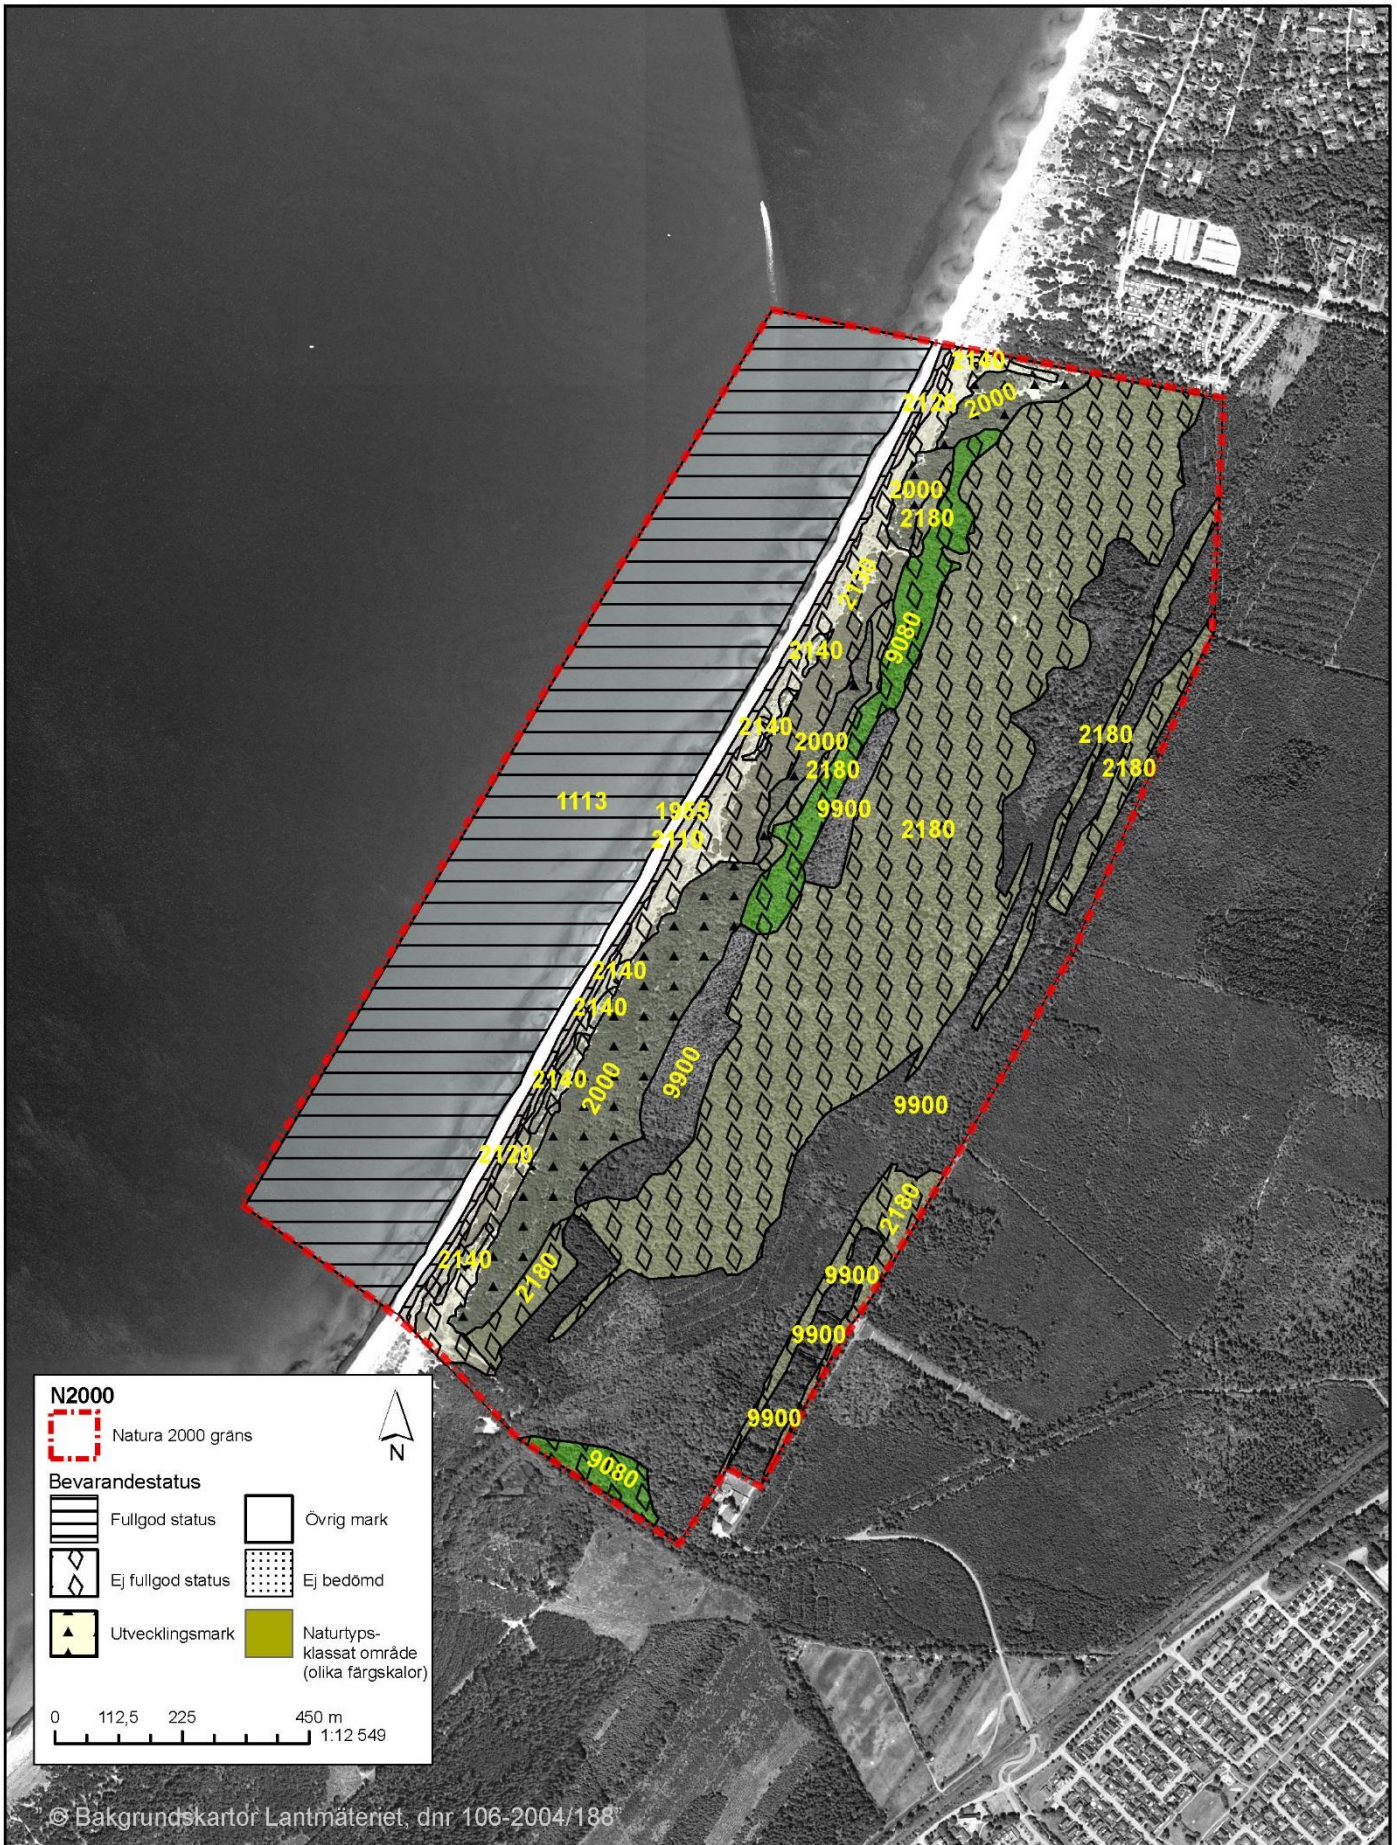 2140
2120
2000
2000
2180
2130
9080
2140
2140
2000
2180
2180
2180
9900
1113
1955
2110
2180
2140
2140
9900
2140
2000
9900
2120
2180
2140
2180
9900
9900
9900
9080
N2000
Natura 2000 gräns
N
Bevarandestatus
Fullgod status
Övrig mark
Ej fullgod status
Ej bedömd
Utvecklingsmark
Naturtyps-
klassat område
(olika färgskalor)
0 112,5 225 450 m
1:12 549
" © Bakgrundskartor Lantmäteriet, dnr 106-2004/188"